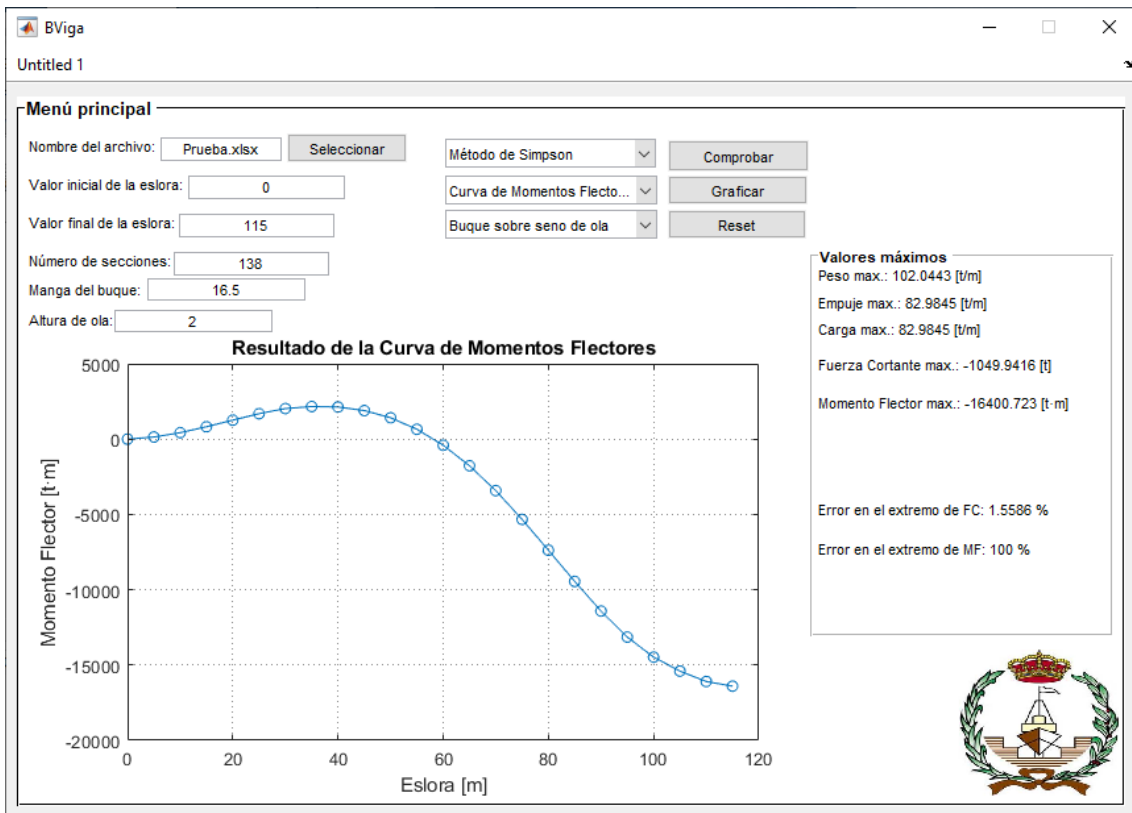 BViga
Untitled 1
Menú principal
Nombre del archivo: Prueba.xlsx Seleccionar
Valor inicial de la eslora: 0
Valor final de la eslora: 115
Número de secciones: 138
Manga del buque: 16.5
Altura de ola: 2
Método de Simpson Comprobar
Curva de Momentos Flecto... Graficar
Buque sobre seno de ola Reset
Valores máximos
Peso max.: 102.0443 [t/m]
Empuje max.: 82.9845 [t/m]
Carga max.: 82.9845 [t/m]
Fuerza Cortante max.: -1049.9416 [t]
Momento Flector max.: -16400.723 [t·m]
Error en el extremo de FC: 1.5586 %
Error en el extremo de MF: 100 %
Resultado de la Curva de Momentos Flectores
Momento Flector [t·m]
5000
0
-5000
-10000
-15000
-20000
0 20 40 60 80 100 120
Eslora [m]